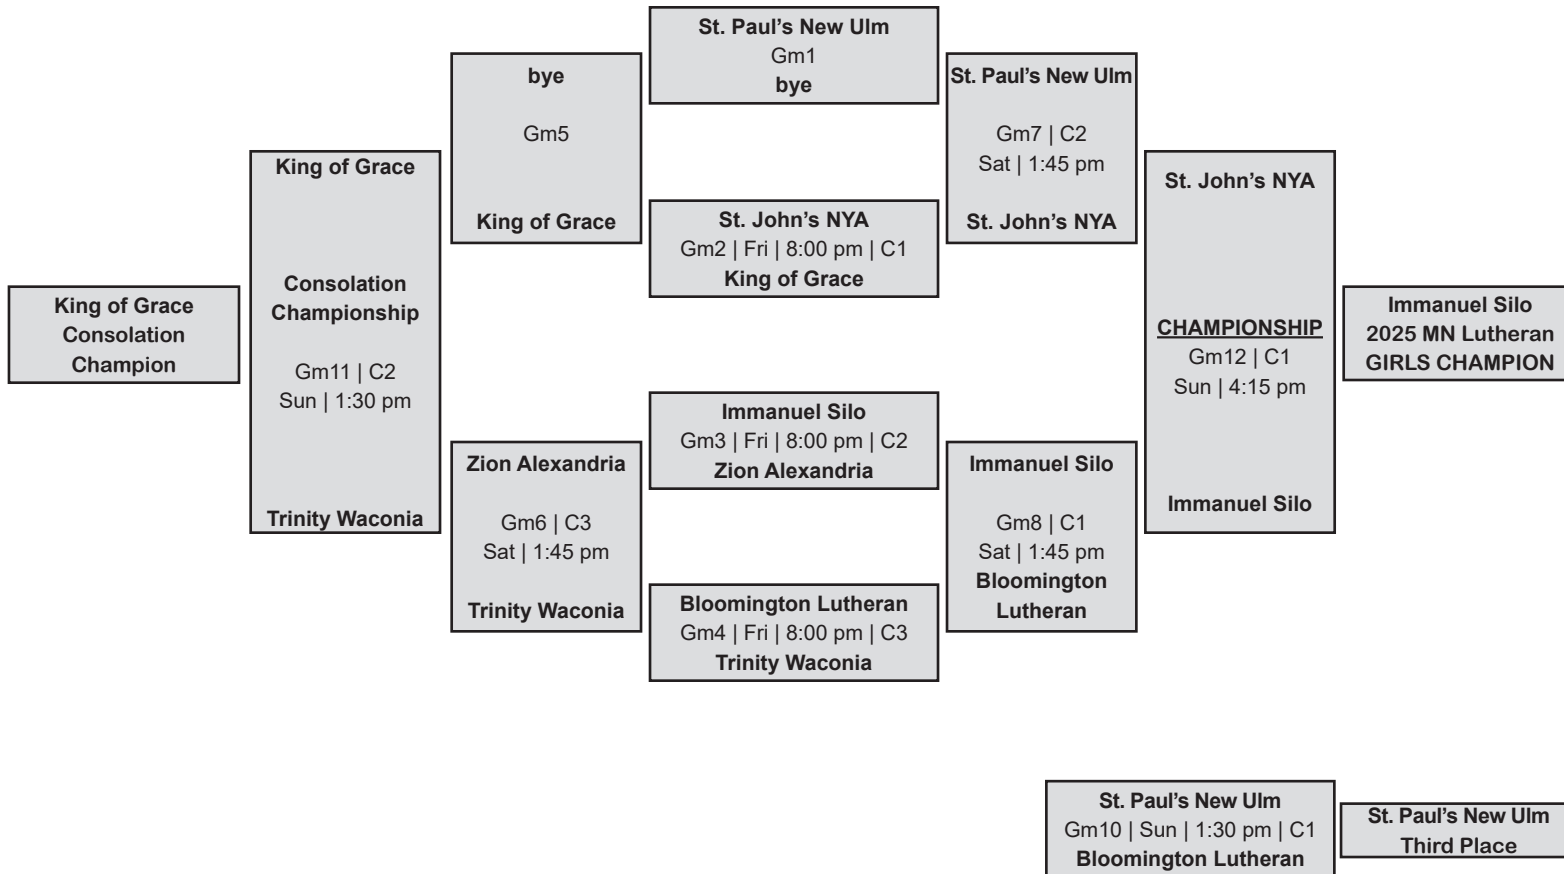 St. Paul’s New Ulm
Gm1
bye
bye
Gm5
King of Grace
St. Paul’s New Ulm
Gm7 | C2
Sat | 1:45 pm
St. John’s NYA
King of Grace
Consolation
Championship
Gm11 | C2
Sun | 1:30 pm
Trinity Waconia
St. John’s NYA
Gm2 | Fri | 8:00 pm | C1
King of Grace
St. John’s NYA
CHAMPIONSHIP
Gm12 | C1
Sun | 4:15 pm
Immanuel Silo
King of Grace
Consolation
Champion
Immanuel Silo
2025 MN Lutheran
GIRLS CHAMPION
Immanuel Silo
Gm3 | Fri | 8:00 pm | C2
Zion Alexandria
Zion Alexandria
Gm6 | C3
Sat | 1:45 pm
Trinity Waconia
Immanuel Silo
Gm8 | C1
Sat | 1:45 pm
Bloomington
Lutheran
Bloomington Lutheran
Gm4 | Fri | 8:00 pm | C3
Trinity Waconia
St. Paul’s New Ulm
Gm10 | Sun | 1:30 pm | C1
Bloomington Lutheran
St. Paul’s New Ulm
Third Place